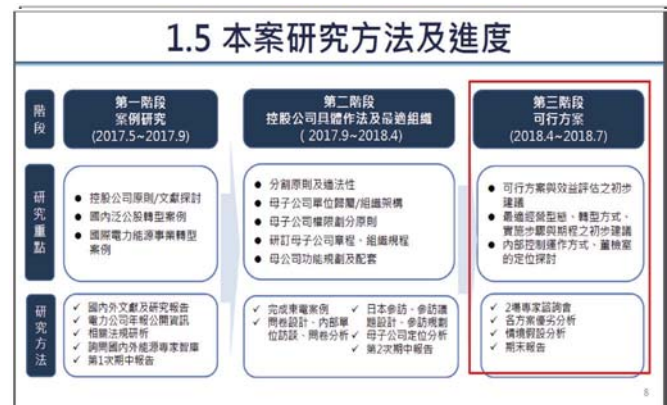 1.5 本案研究方法及進度
階段
第一階段
案例研究
(2017.5~2017.9)
第二階段
控股公司具體作法及最適組織
( 2017.9~2018.4)
第三階段
可行方案
(2018.4~2018.7)
研究重點
● 控股公司原則/文獻探討
● 國內泛公股轉型案例
● 國際電力能源事業轉型
案例
● 分割原則及適法性
● 母子公司單位歸屬/組織架構
● 母子公司權限劃分原則
● 研訂母子公司章程、組織規程
● 母公司功能規劃及配套
● 可行方案與效益評估之初步
建議
● 最適經營型態、轉型方式、
實施步驟與期程之初步建議
● 內部控制運作方式、董檢室
的定位探討
研究方法
✓ 國內外文獻及研究報告
✓ 電力公司年報公開資訊
✓ 相關法規研析
✓ 詢問國內外能源專家智庫
✓ 第1次期中報告
✓ 完成東電案例
✓ 問卷設計、內部單
位訪談、問卷分析
✓ 日本參訪、參訪議
題設計、參訪規劃
✓ 母子公司定位分析
✓ 第2次期中報告
✓ 2場專家諮詢會
✓ 各方案優劣分析
✓ 情境假設分析
✓ 期末報告
8